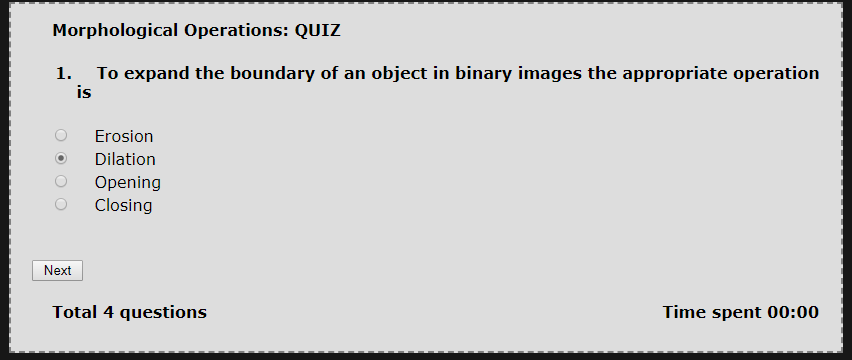 Morphological Operations: QUIZ
1. To expand the boundary of an object in binary images the appropriate operation
is
Erosion
Dilation
Opening
Closing
Next
Total 4 questions Time spent 00:00